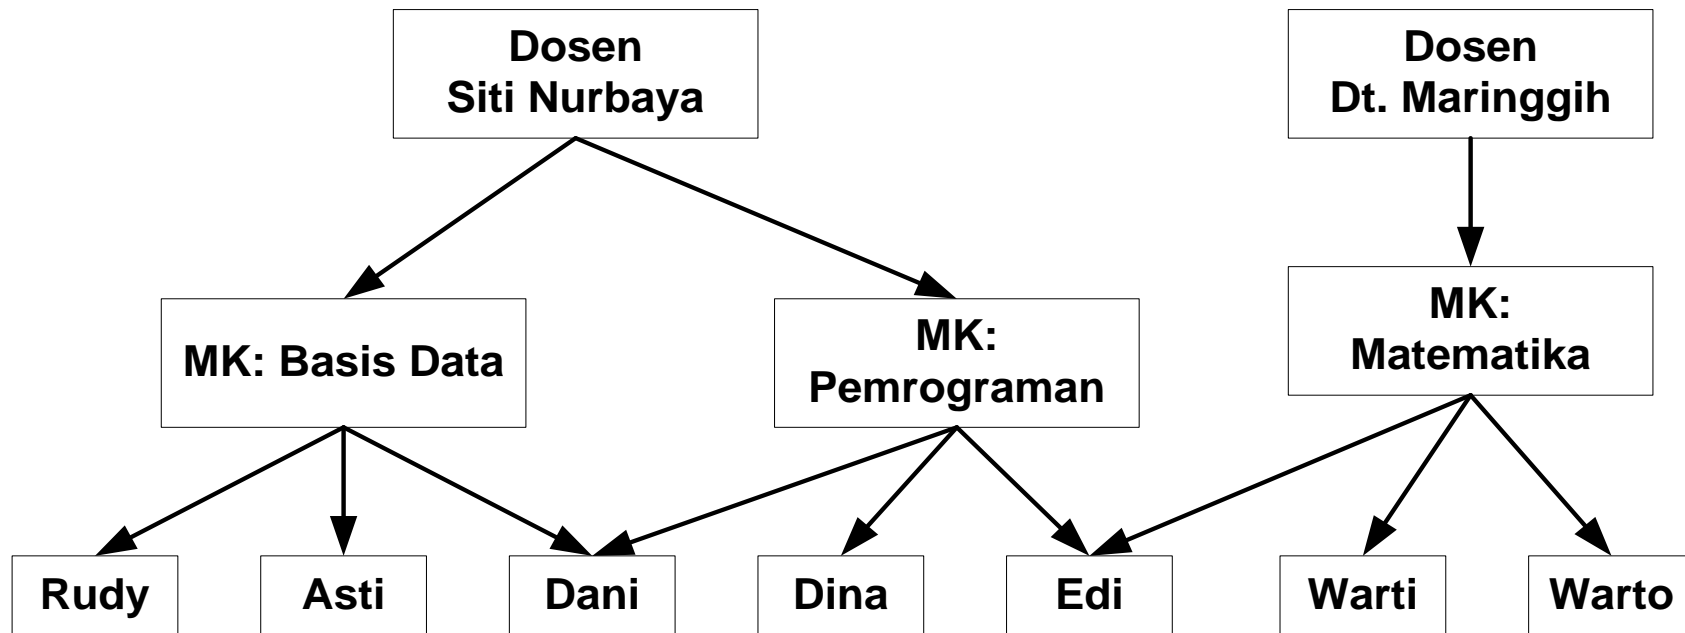 Dosen
Siti Nurbaya
Dosen
Dt. Maringgih
MK: Basis Data
MK:
Pemrograman
MK:
Matematika
Rudy
Asti
Dani
Dina
Edi
Warti
Warto